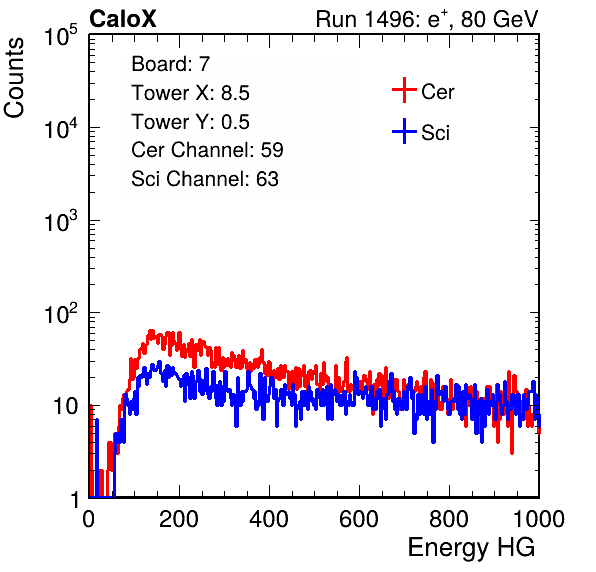 CaloX Run 1496: e⁺, 80 GeV
Counts
Board: 7
Tower X: 8.5
Tower Y: 0.5
Cer Channel: 59
Sci Channel: 63
Cer
Sci
10⁵
10⁴
10³
10²
10
1
0 200 400 600 800 1000
Energy HG